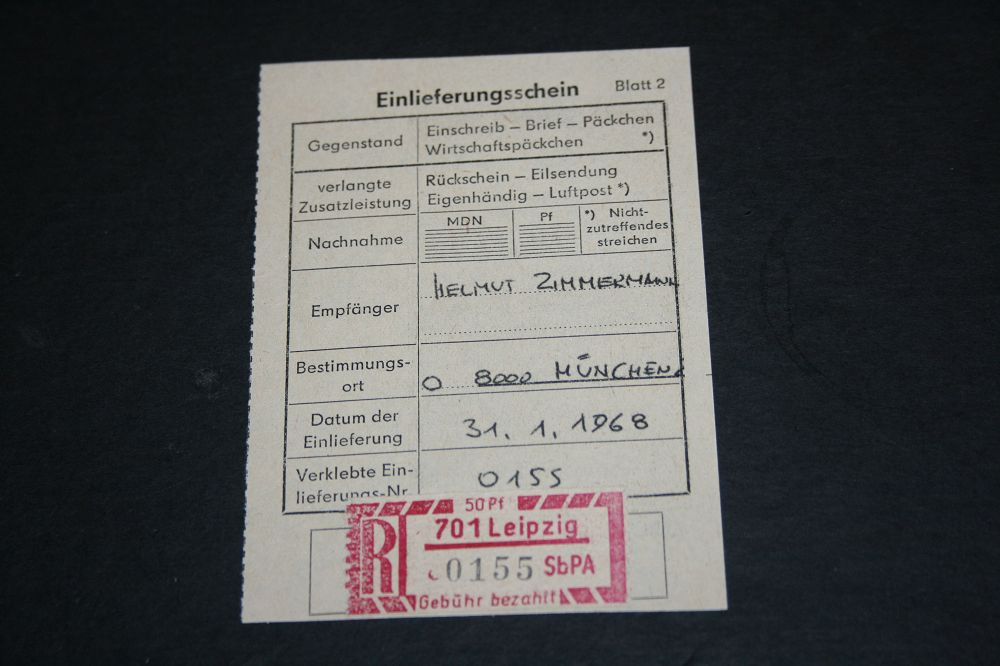 Einlieferungsschein Blatt 2
Gegenstand
Einschreib – Brief – Päckchen
Wirtschaftspäckchen *)
verlangte
Zusatzleistung
Rückschein – Eilsendung
Eigenhändig – Luftpost *)
Nachnahme
MDN
Pf
*) Nicht-
zutreffendes
streichen
Empfänger
HELMUT ZIMMERMANN
Bestimmungs-
ort
8000 MÜNCHEN
Datum der
Einlieferung
31. 1. 1968
Verklebte Ein-
lieferungs-Nr.
0155
50 Pf
R
701 Leipzig
0155 SbPA
Gebühr bezahlt